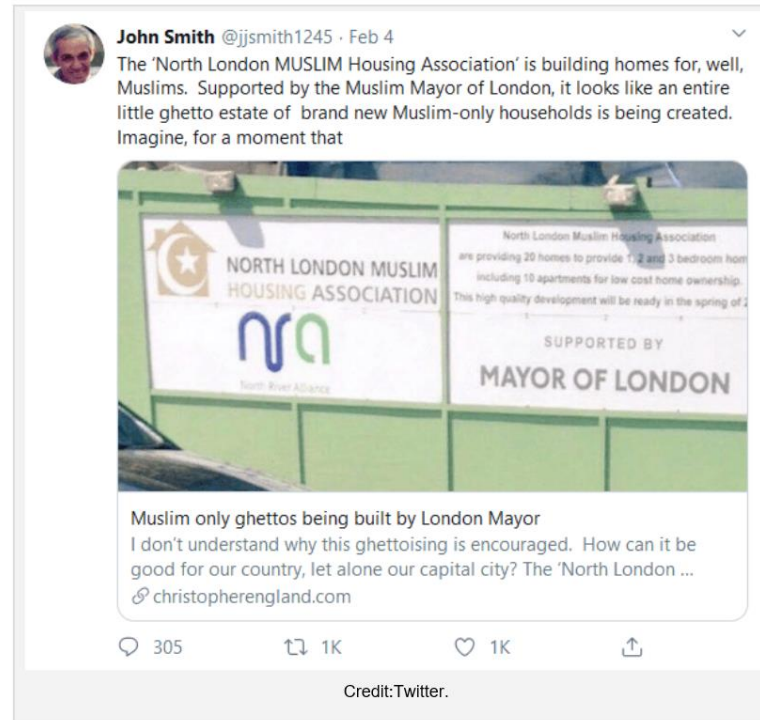 John Smith @jjsmith1245 · Feb 4
The 'North London MUSLIM Housing Association' is building homes for, well,
Muslims. Supported by the Muslim Mayor of London, it looks like an entire
little ghetto estate of brand new Muslim-only households is being created.
Imagine, for a moment that
NORTH LONDON MUSLIM
HOUSING ASSOCIATION
nra
North River Alliance
North London Muslim Housing Association
are providing 20 homes to provide 1, 2 and 3 bedroom hom
including 10 apartments for low cost home ownership.
This high quality development will be ready in the spring of 2
SUPPORTED BY
MAYOR OF LONDON
Muslim only ghettos being built by London Mayor
I don't understand why this ghettoising is encouraged. How can it be
good for our country, let alone our capital city? The 'North London ...
christopherengland.com
305
1K
1K
Credit:Twitter.